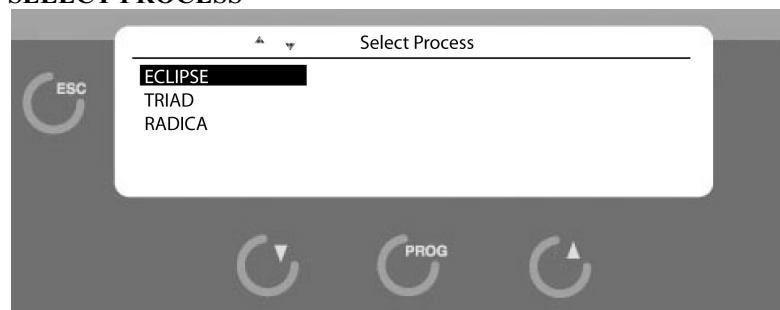 SELECT PROCESS
Select Process
ESC
ECLIPSE
TRIAD
RADICA
PROG